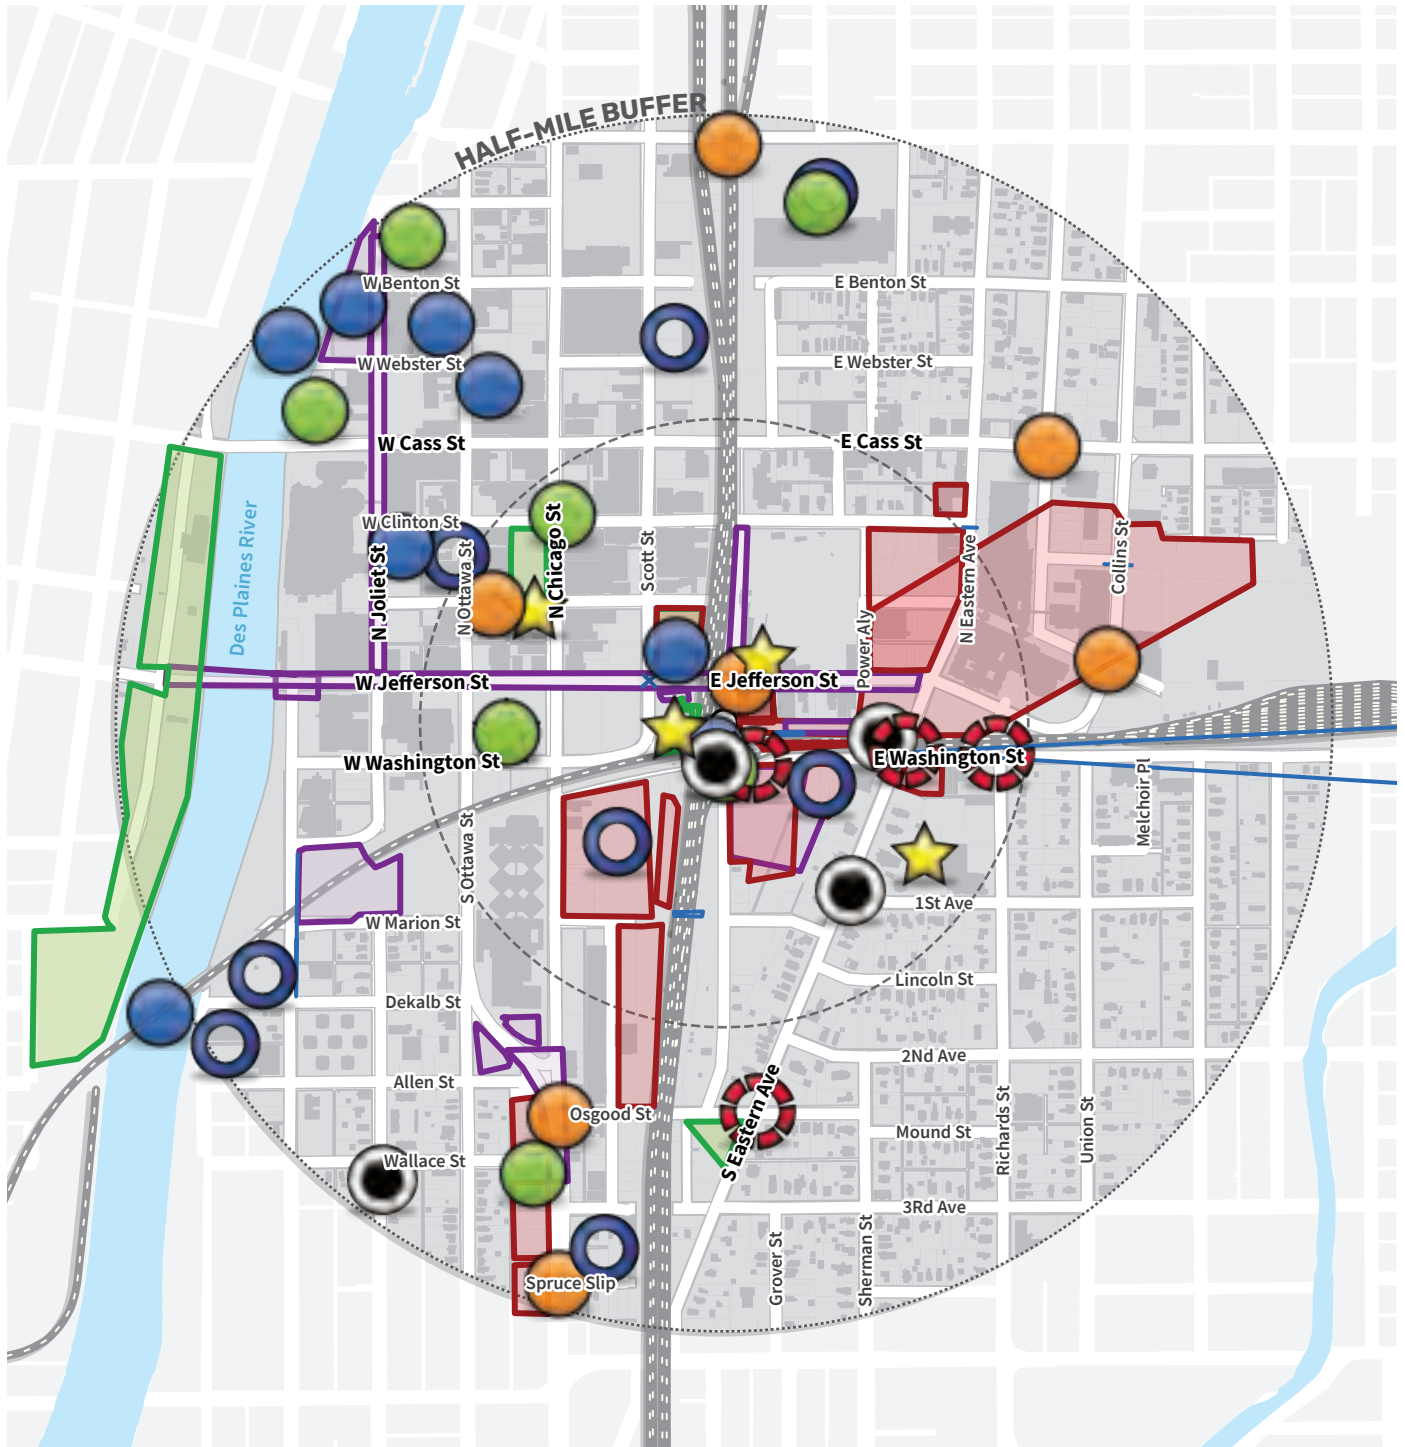 HALF-MILE BUFFER
W Benton St
E Benton St
W Webster St
E Webster St
W Cass St
E Cass St
W Clinton St
N Joliet St
N Ottawa St
N Chicago St
Scott St
Power Aly
N Eastern Ave
Collins St
Des Plaines River
W Jefferson St
E Jefferson St
W Washington St
E Washington St
Melchoir Pl
S Ottawa St
1St Ave
W Marion St
Lincoln St
Dekalb St
2Nd Ave
Allen St
Osgood St
S Eastern Ave
Mound St
Richards St
Union St
Wallace St
3Rd Ave
Grover St
Sherman St
Spruce Slip